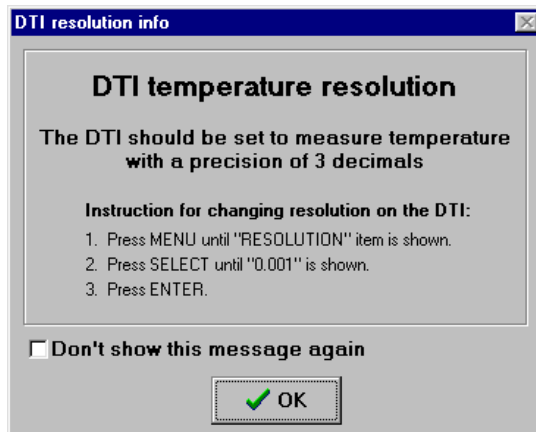 DTI resolution info
DTI temperature resolution
The DTI should be set to measure temperature
with a precision of 3 decimals
Instruction for changing resolution on the DTI:
1. Press MENU until "RESOLUTION" item is shown.
2. Press SELECT until "0.001" is shown.
3. Press ENTER.
Don't show this message again
OK